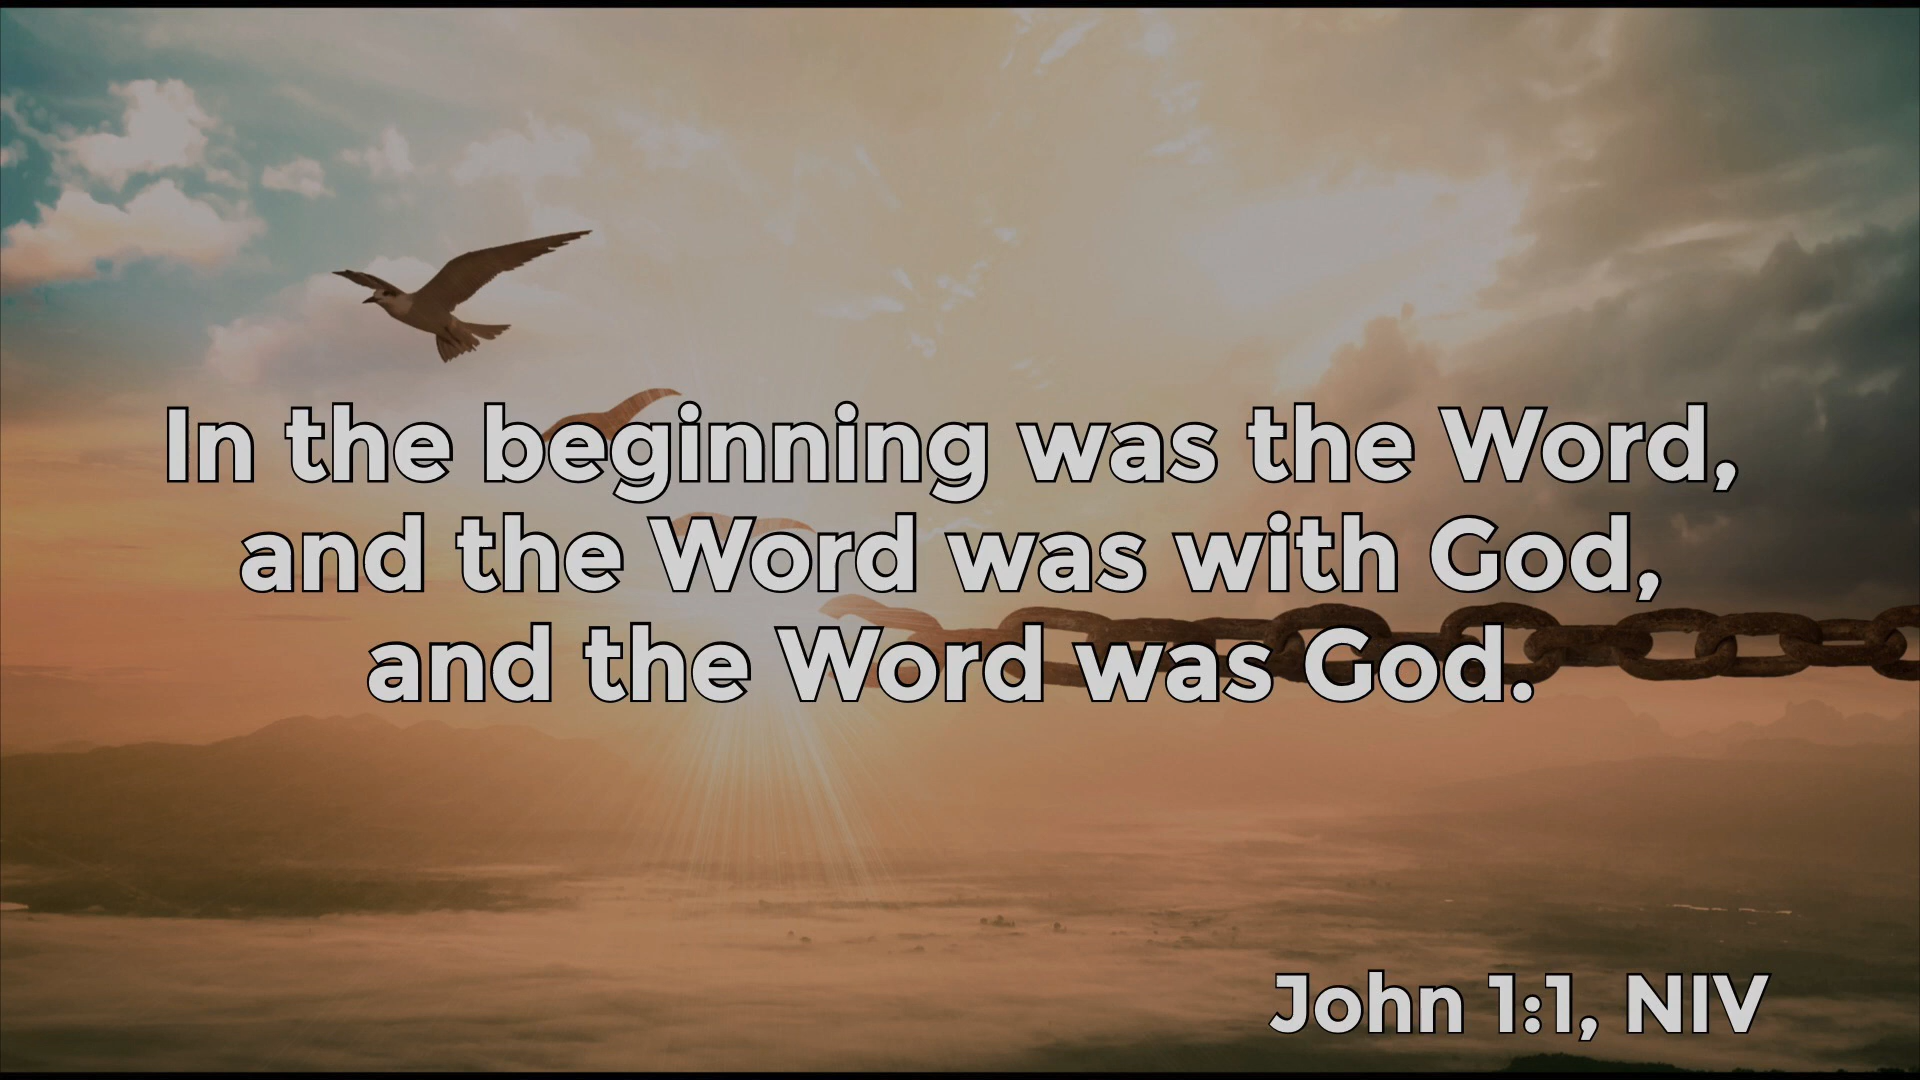 In the beginning was the Word,
and the Word was with God,
and the Word was God.
John 1:1, NIV